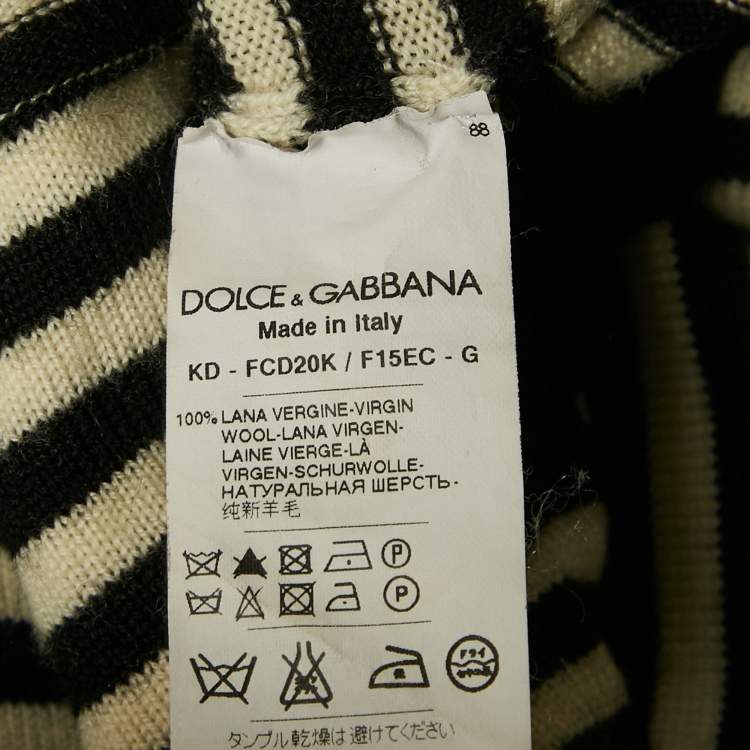 88
DOLCE & GABBANA
Made in Italy
KD - FCD20K / F15EC - G
100% LANA VERGINE-VIRGIN
WOOL-LANA VIRGEN-
LAINE VIERGE-LÀ
VIRGEN-SCHURWOLLE-
НАТУРАЛЬНАЯ ШЕРСТЬ-
纯新羊毛
P
P
ドライ
タンブル乾燥は避けてください